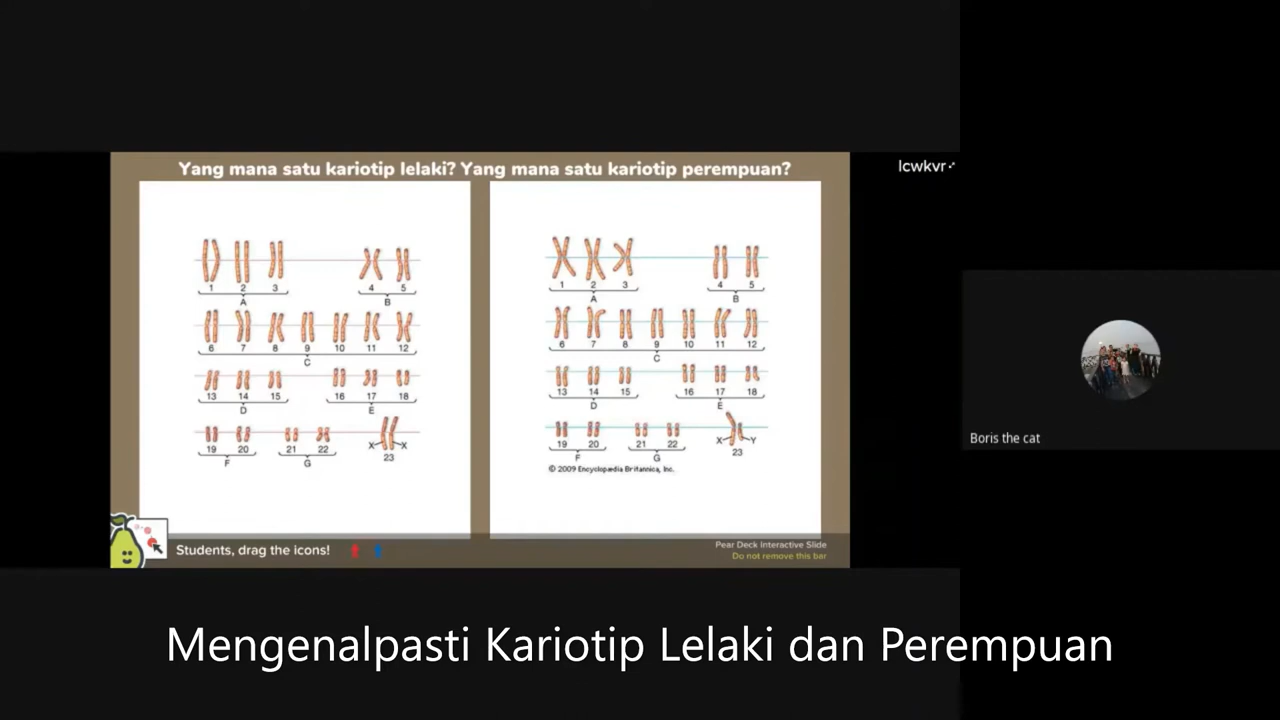 Yang mana satu kariotip lelaki? Yang mana satu kariotip perempuan?
lcwkvr
1 2 3 4 5
A B
6 7 8 9 10 11 12
C
13 14 15 16 17 18
D E
X X
19 20 21 22 23
F G
1 2 3 4 5
A B
6 7 8 9 10 11 12
C
13 14 15 16 17 18
D E
X Y
19 20 21 22 23
F G
© 2009 Encyclopædia Britannica, Inc.
Boris the cat
Students, drag the icons!
Pear Deck Interactive Slide
Do not remove this bar
Mengenalpasti Kariotip Lelaki dan Perempuan